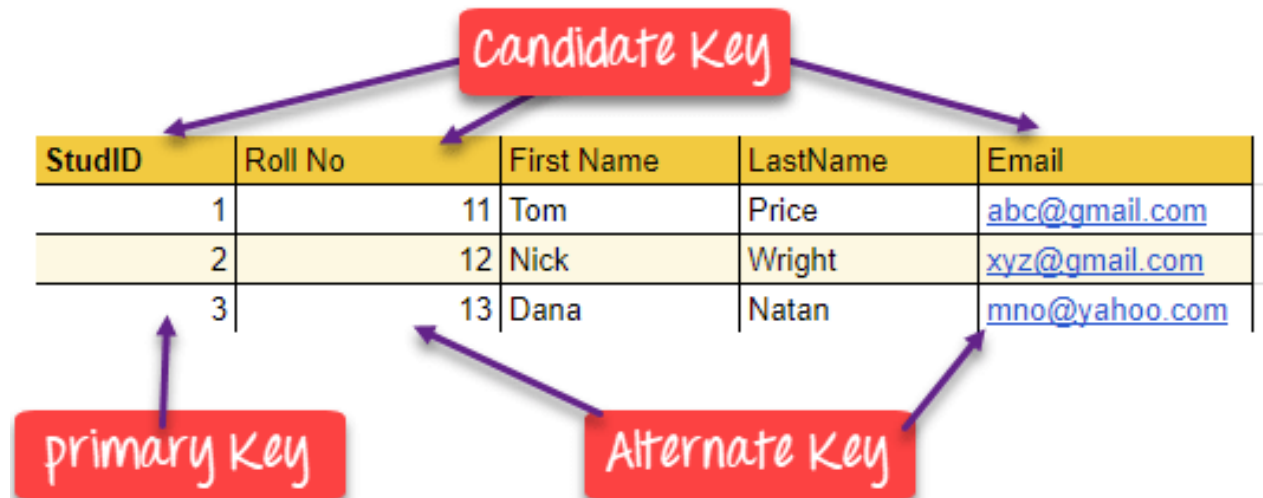 Candidate Key
StudID Roll No First Name LastName Email
1 11 Tom Price abc@gmail.com
2 12 Nick Wright xyz@gmail.com
3 13 Dana Natan mno@yahoo.com
primary Key Alternate Key